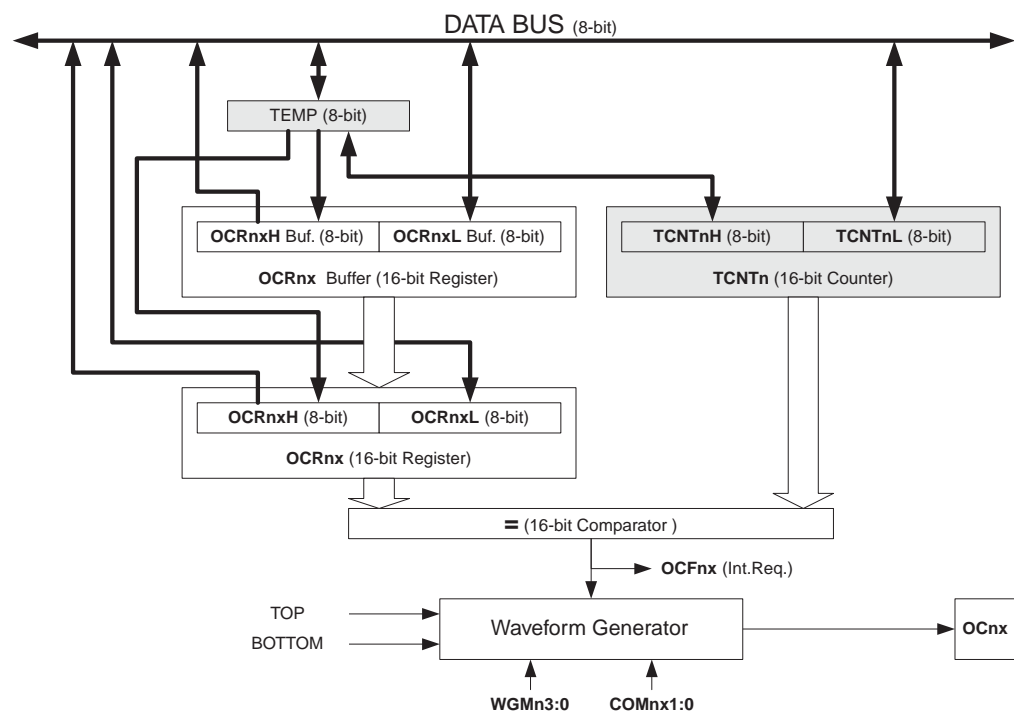 DATA BUS (8-bit)
TEMP (8-bit)
OCRnxH Buf. (8-bit) OCRnxL Buf. (8-bit)
OCRnx Buffer (16-bit Register)
TCNTnH (8-bit) TCNTnL (8-bit)
TCNTn (16-bit Counter)
OCRnxH (8-bit) OCRnxL (8-bit)
OCRnx (16-bit Register)
= (16-bit Comparator )
OCFnx (Int.Req.)
TOP
BOTTOM
Waveform Generator
OCnx
WGMn3:0 COMnx1:0